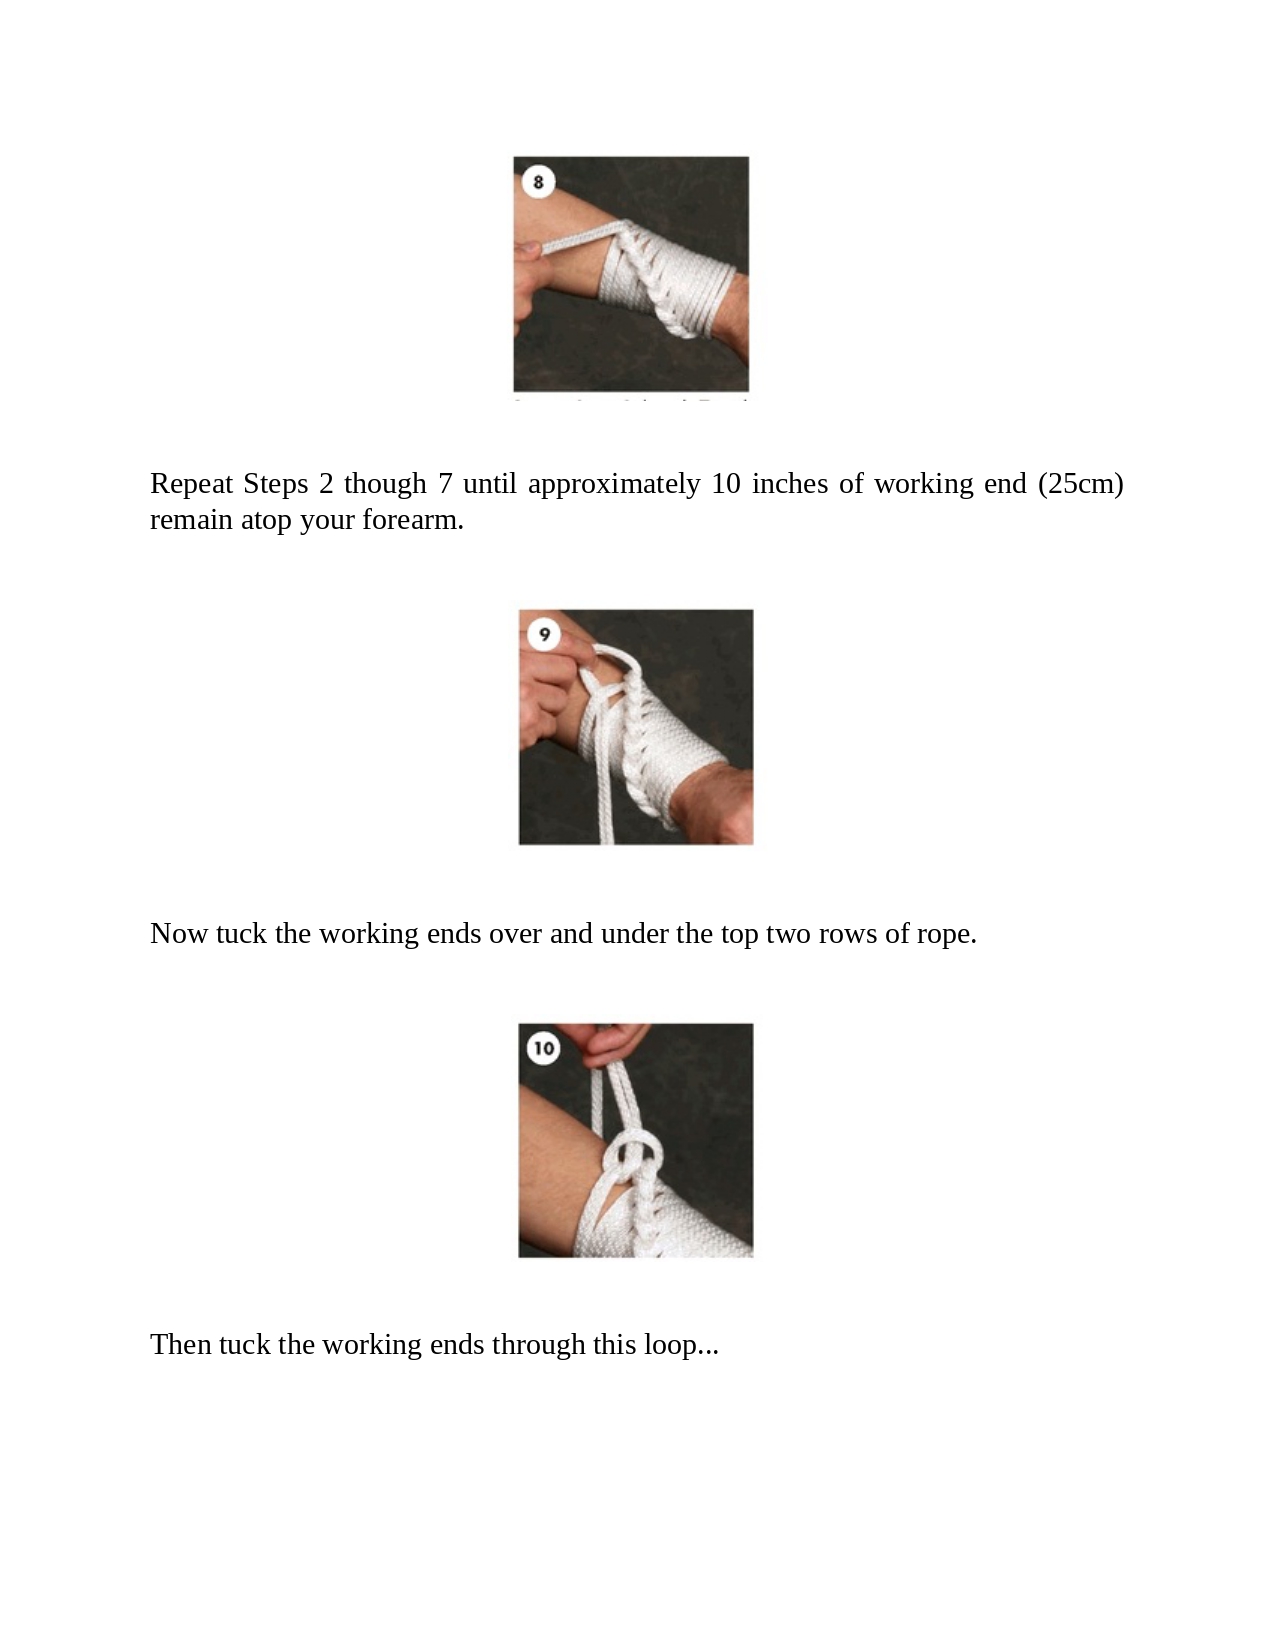 8
Repeat Steps 2 though 7 until approximately 10 inches of working end (25cm)
remain atop your forearm.
9
Now tuck the working ends over and under the top two rows of rope.
10
Then tuck the working ends through this loop...